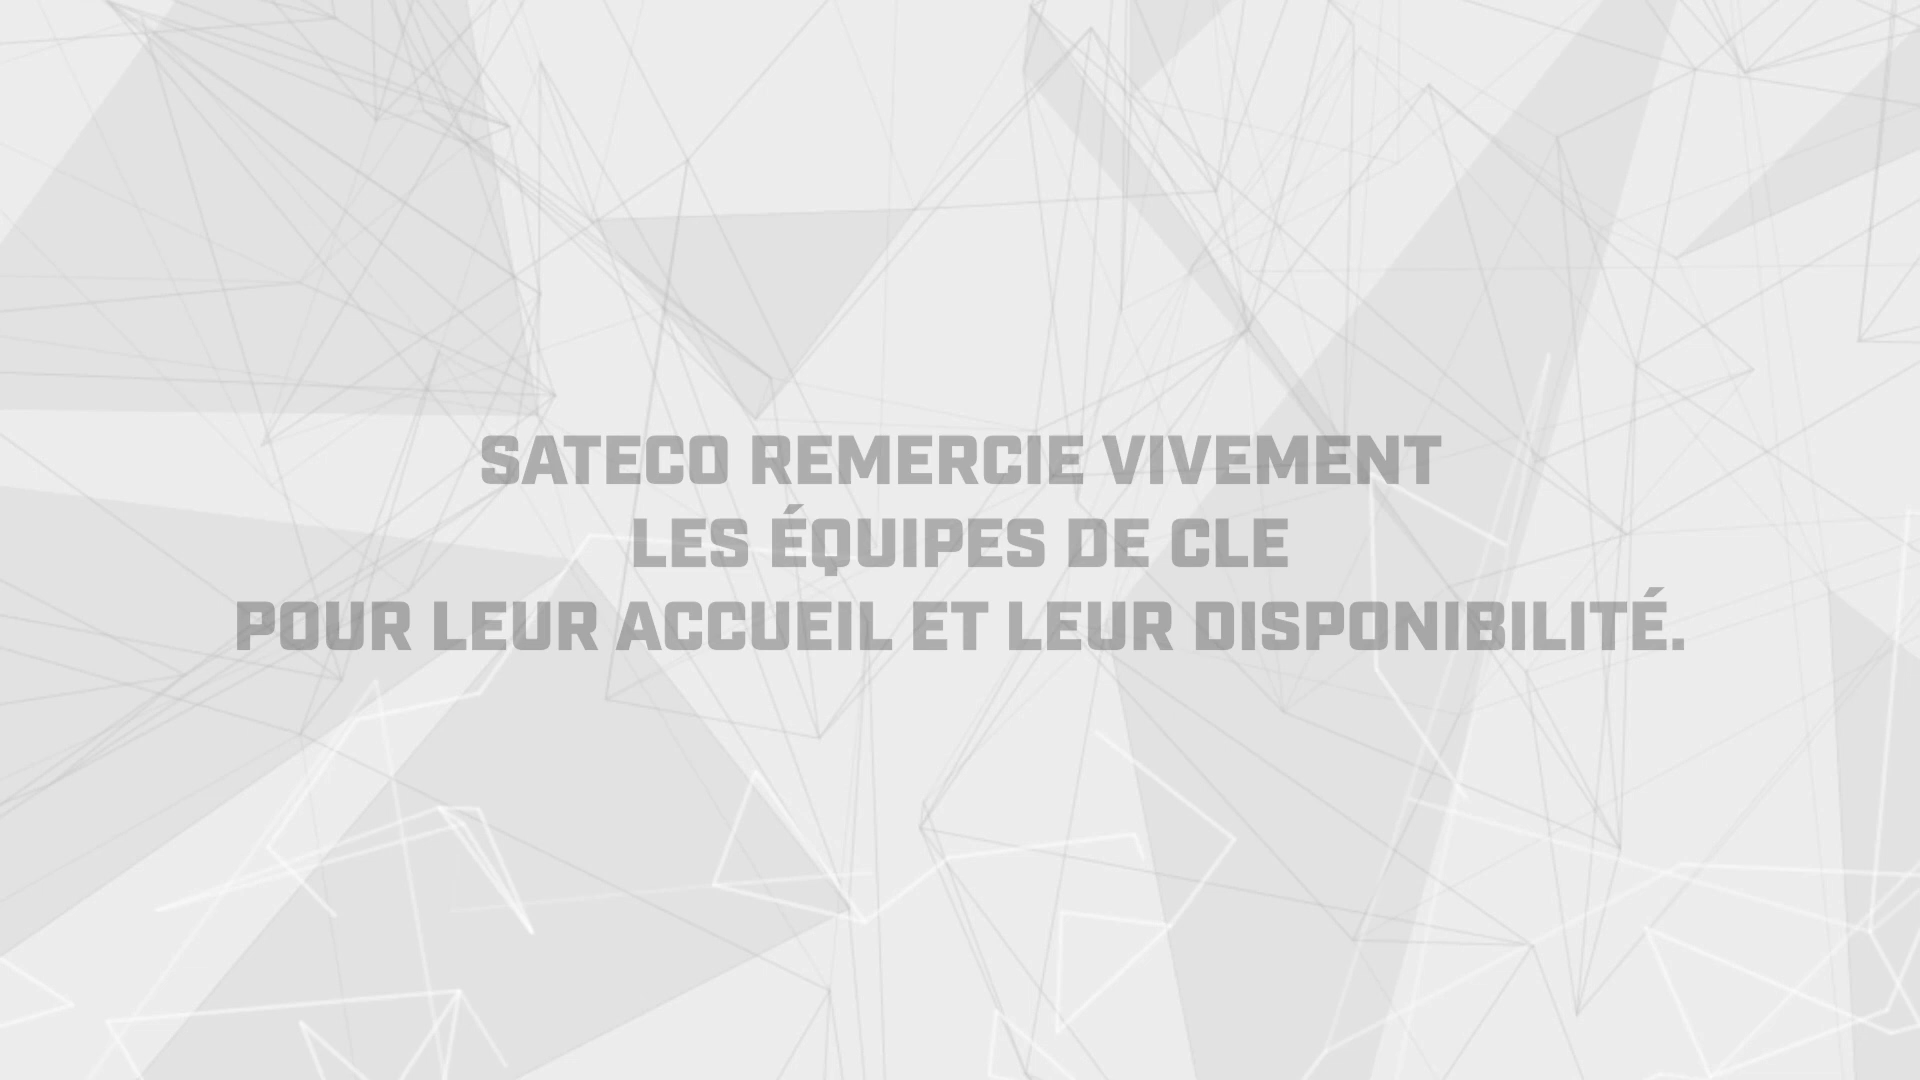 SATECO REMERCIE VIVEMENT
LES ÉQUIPES DE CLE
POUR LEUR ACCUEIL ET LEUR DISPONIBILITÉ.